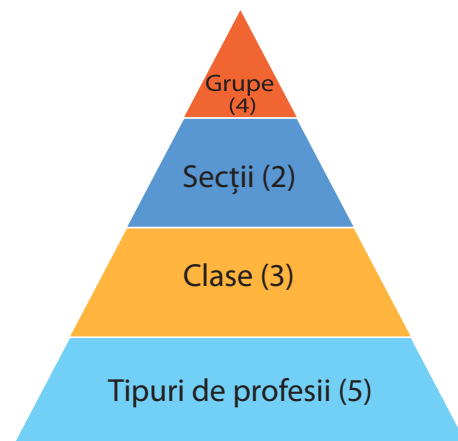 Grupe
(4)
Secții (2)
Clase (3)
Tipuri de profesii (5)